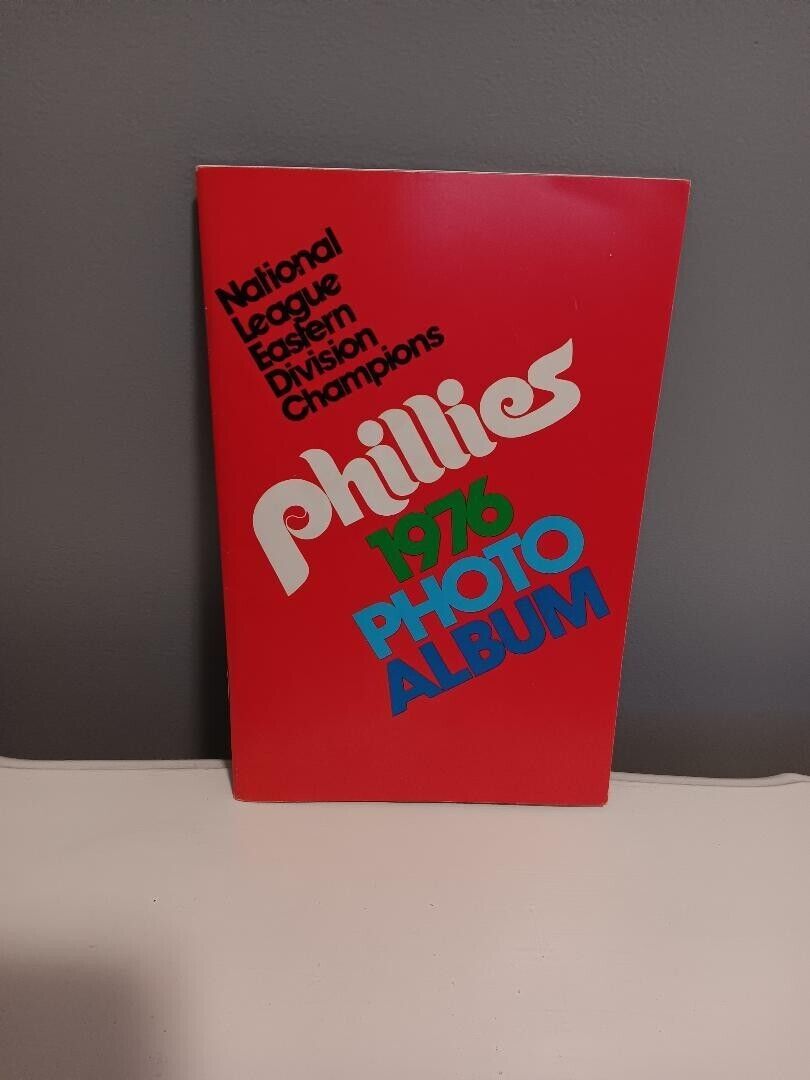 National
League
Eastern
Division
Champions
phillies
1976
PHOTO
ALBUM